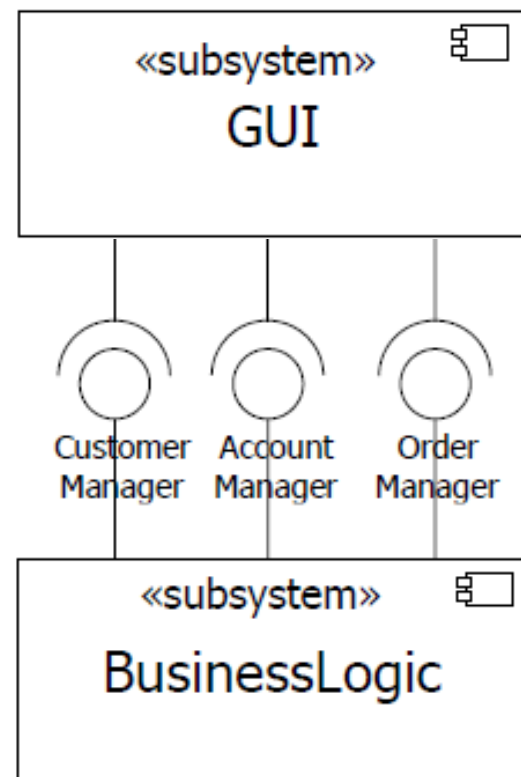 «subsystem»
GUI
Customer Manager
Account Manager
Order Manager
«subsystem»
BusinessLogic